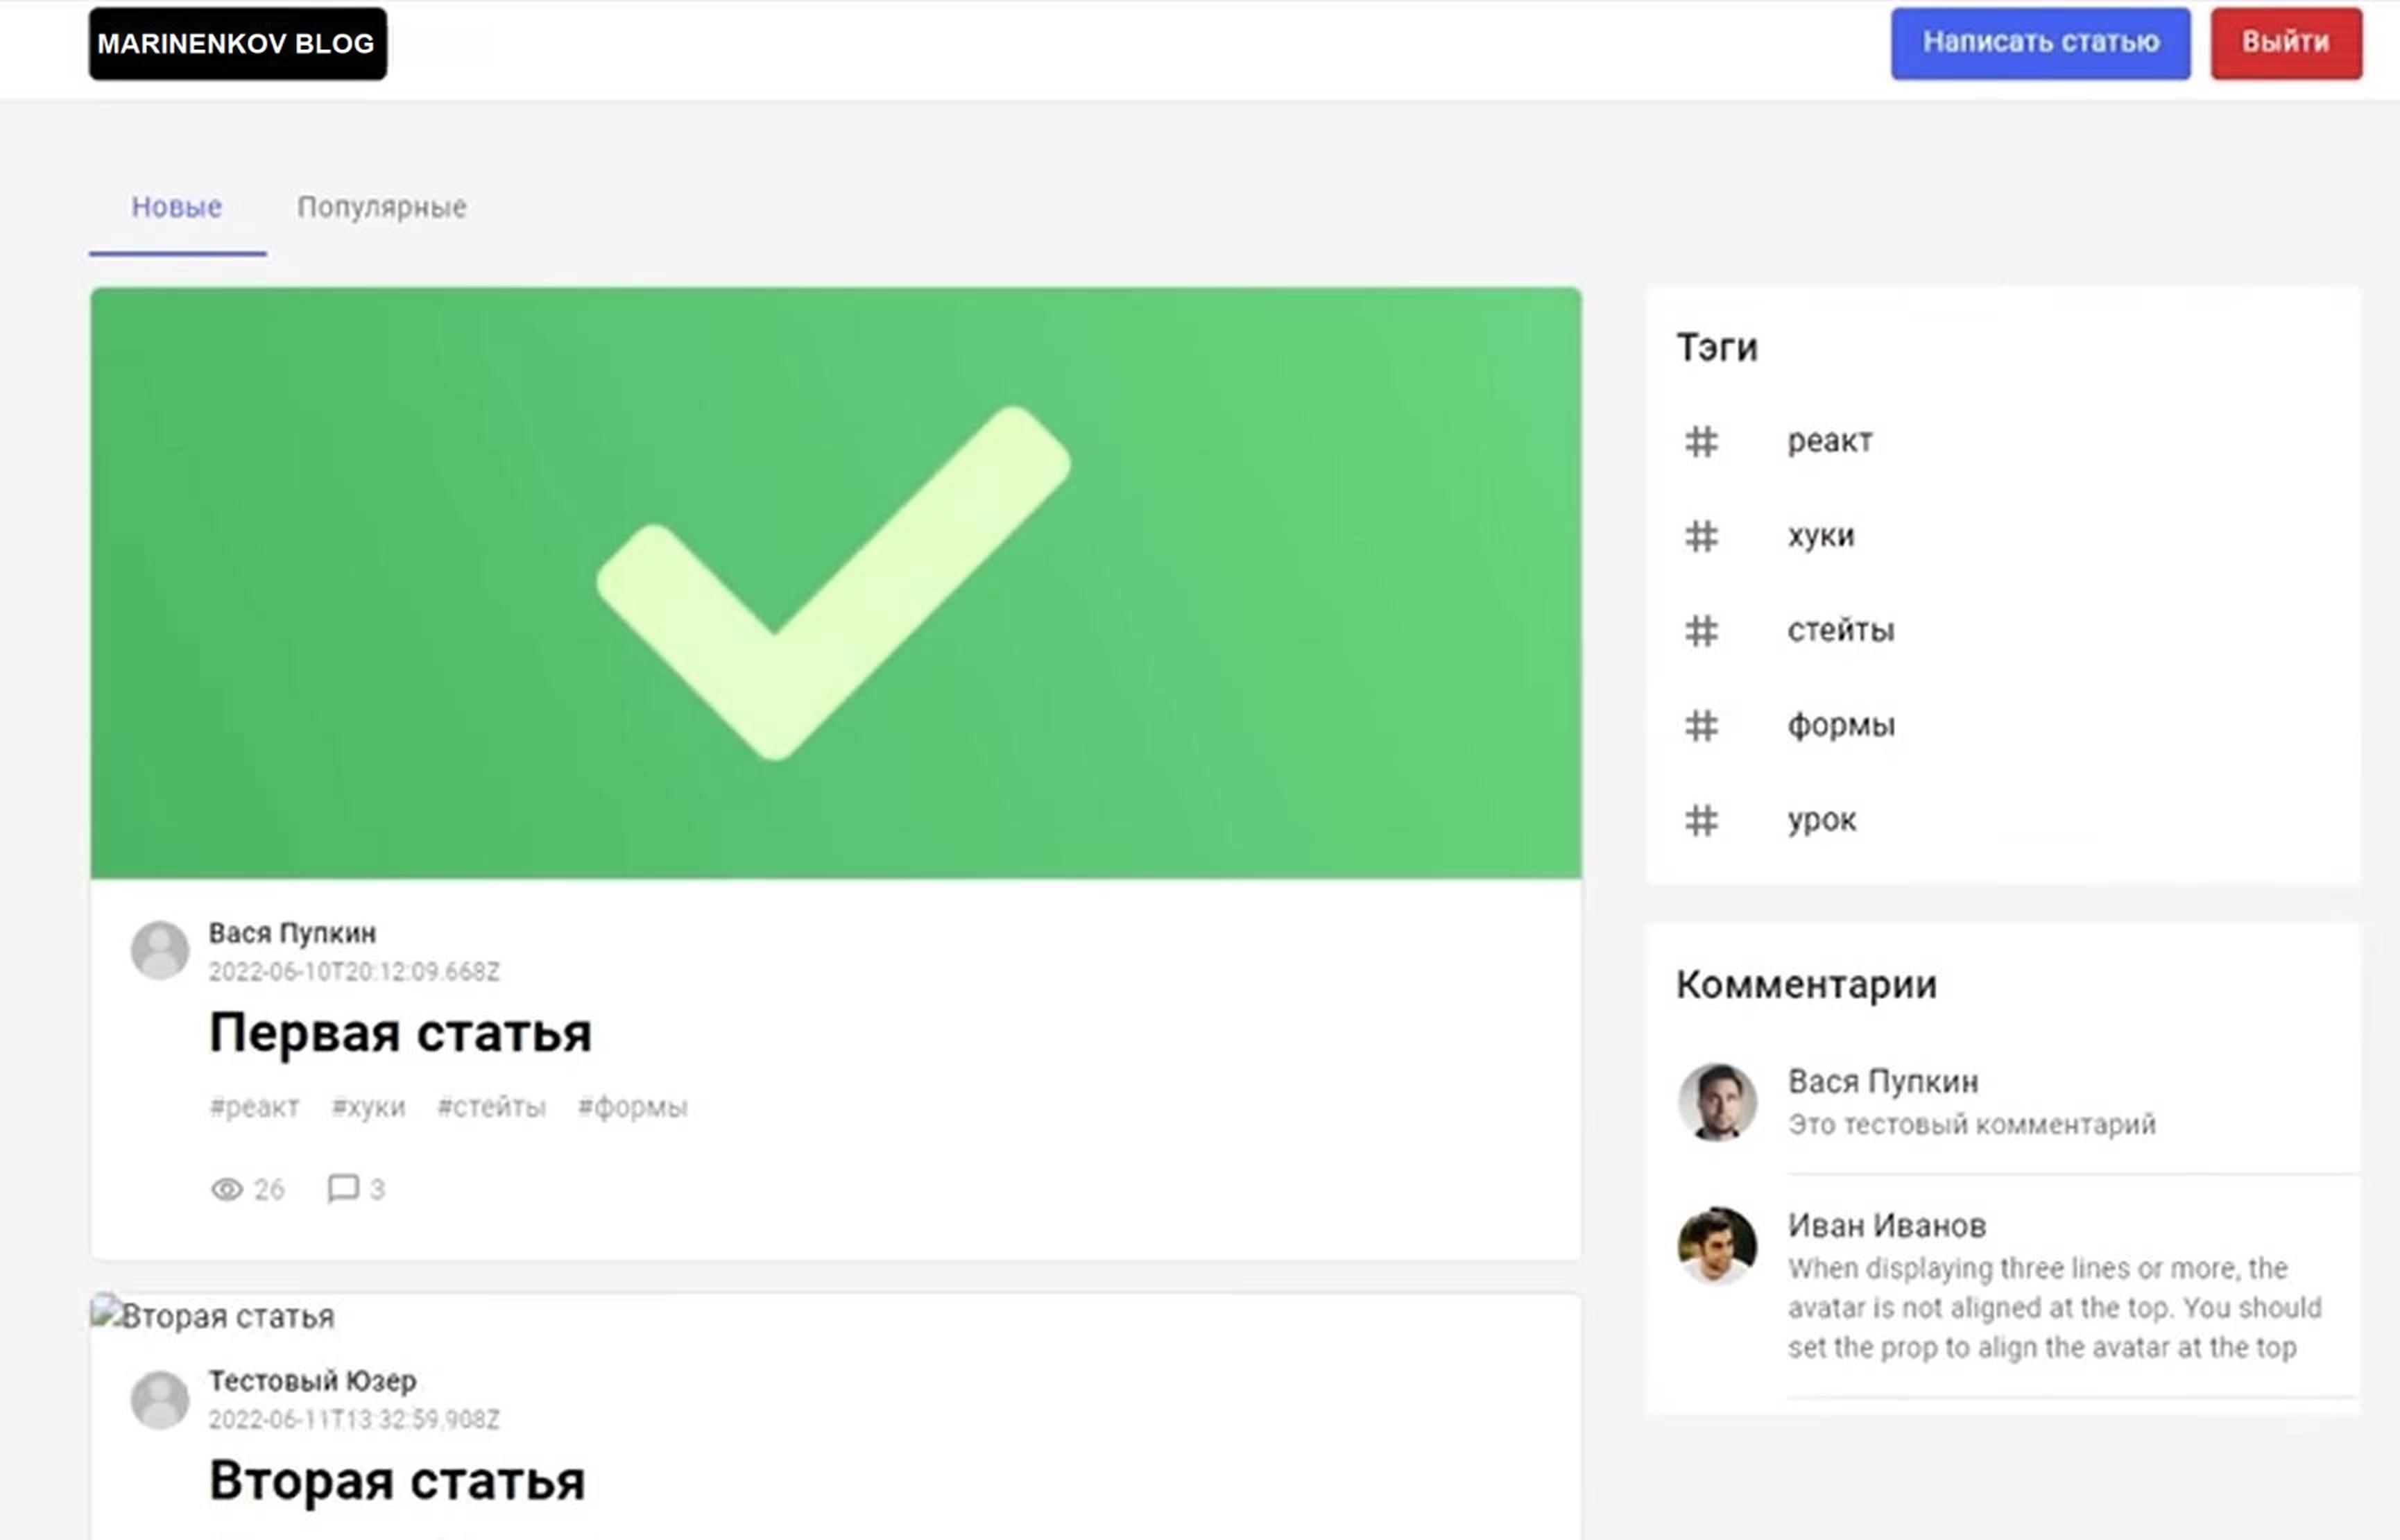 MARINENKOV BLOG
Написать статью
Выйти
Новые
Популярные
Вася Пупкин
2022-06-10T20:12:09.668Z
Первая статья
#реакт #хуки #стейты #формы
26
3
Вторая статья
Тестовый Юзер
2022-06-11T13:32:59.908Z
Вторая статья
Тэги
# реакт
# хуки
# стейты
# формы
# урок
Комментарии
Вася Пупкин
Это тестовый комментарий
Иван Иванов
When displaying three lines or more, the
avatar is not aligned at the top. You should
set the prop to align the avatar at the top